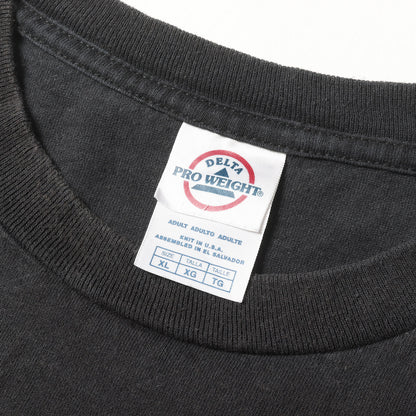 DELTA
PRO WEIGHT®
ADULT ADULTO ADULTE
KNIT IN U.S.A.
ASSEMBLED IN EL SALVADOR
SIZE TALLA TAILLE
XL XG TG